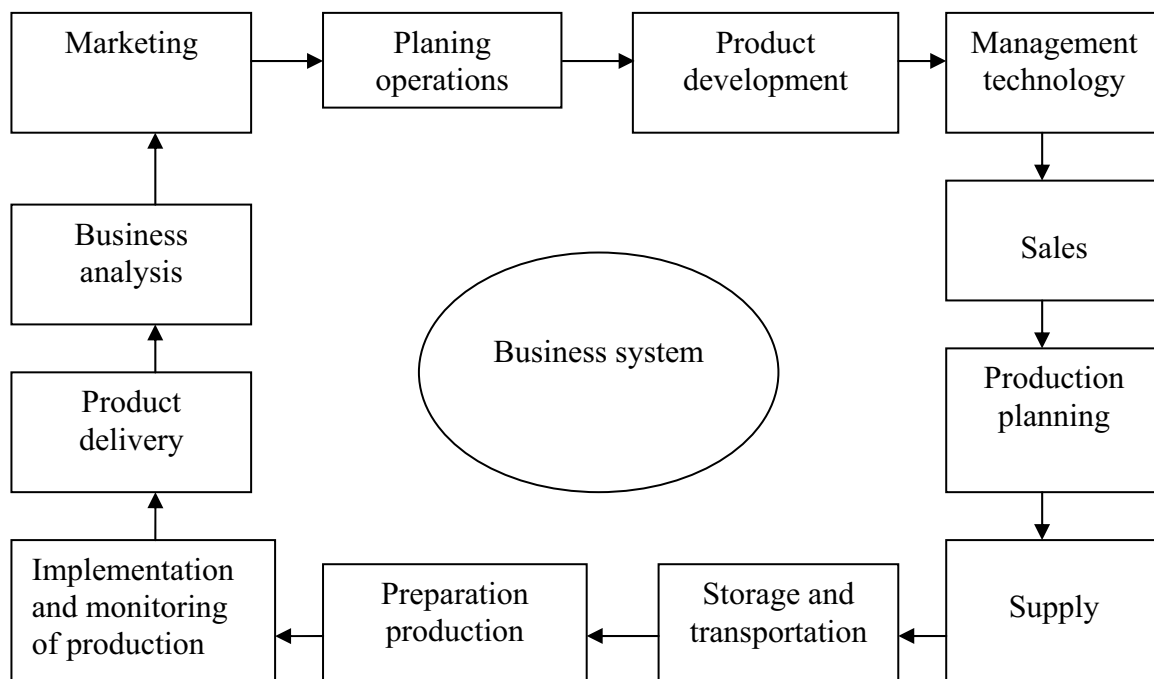 Marketing
Planing
operations
Product
development
Management
technology
Sales
Production
planning
Supply
Storage and
transportation
Preparation
production
Implementation
and monitoring
of production
Product
delivery
Business
analysis
Business system